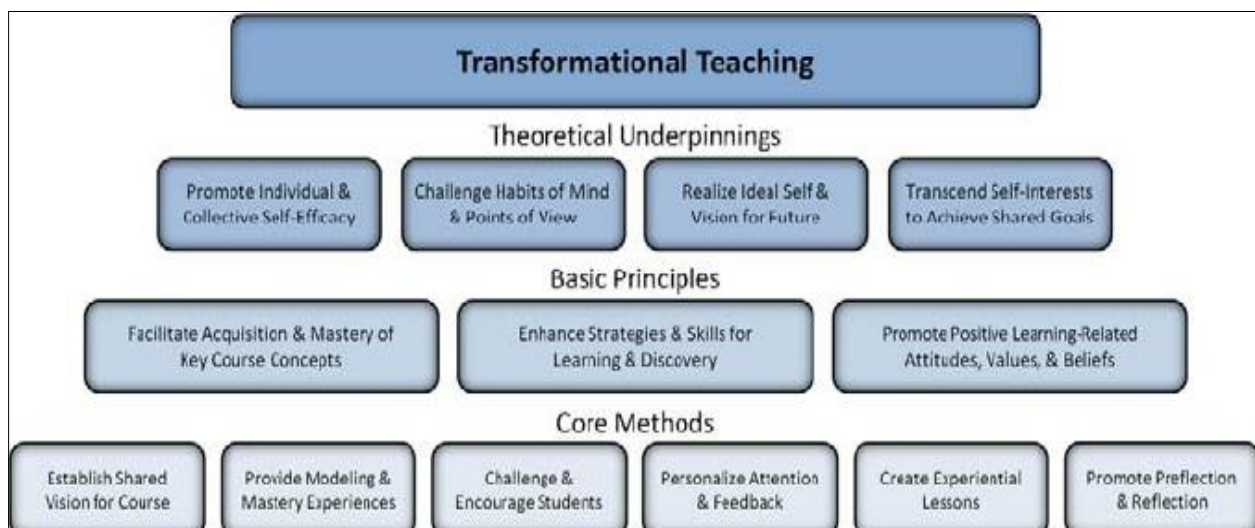 Transformational Teaching
Theoretical Underpinnings
Promote Individual &
Collective Self-Efficacy
Challenge Habits of Mind
& Points of View
Realize Ideal Self &
Vision for Future
Transcend Self-Interests
to Achieve Shared Goals
Basic Principles
Facilitate Acquisition & Mastery of
Key Course Concepts
Enhance Strategies & Skills for
Learning & Discovery
Promote Positive Learning-Related
Attitudes, Values, & Beliefs
Core Methods
Establish Shared
Vision for Course
Provide Modeling &
Mastery Experiences
Challenge &
Encourage Students
Personalize Attention
& Feedback
Create Experiential
Lessons
Promote Preflection
& Reflection